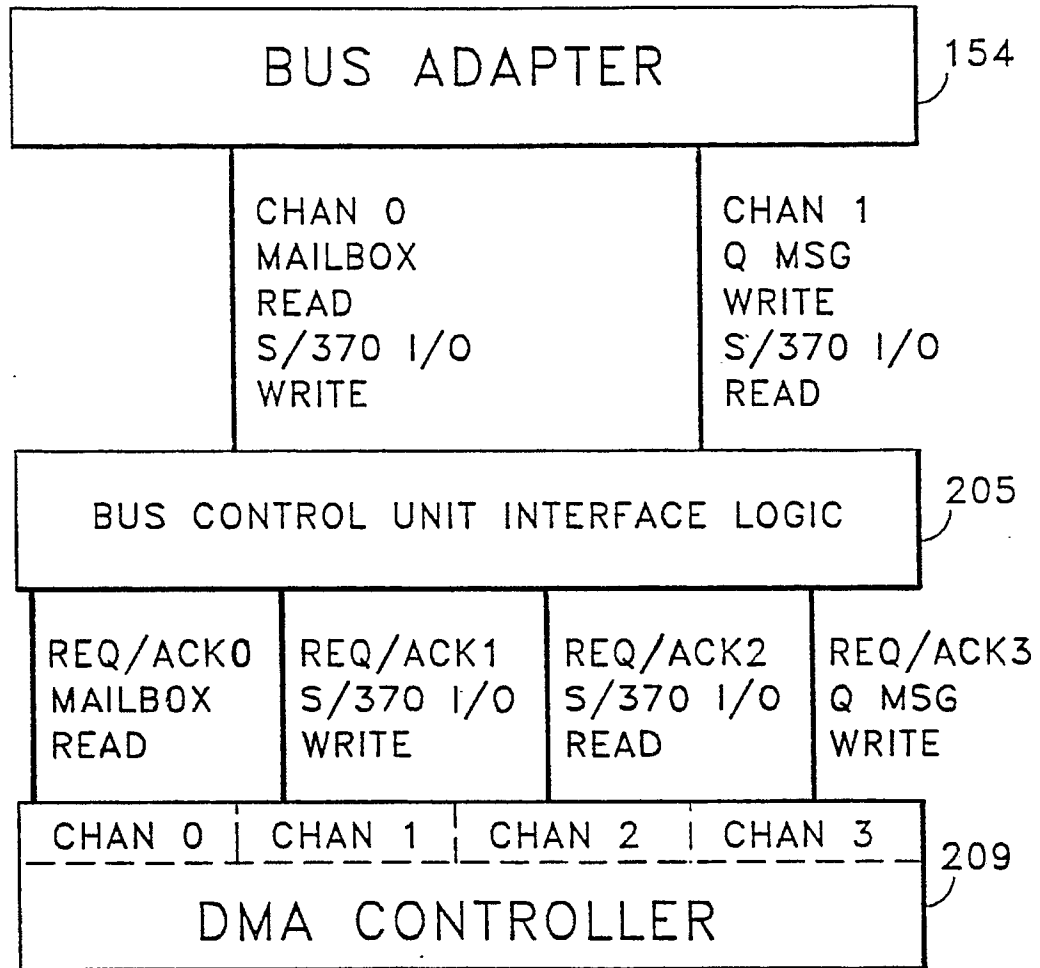 BUS ADAPTER
154
CHAN 0
MAILBOX
READ
S/370 I/O
WRITE
CHAN 1
Q MSG
WRITE
S/370 I/O
READ
BUS CONTROL UNIT INTERFACE LOGIC
205
REQ/ACK0
MAILBOX
READ
REQ/ACK1
S/370 I/O
WRITE
REQ/ACK2
S/370 I/O
READ
REQ/ACK3
Q MSG
WRITE
CHAN 0
CHAN 1
CHAN 2
CHAN 3
209
DMA CONTROLLER